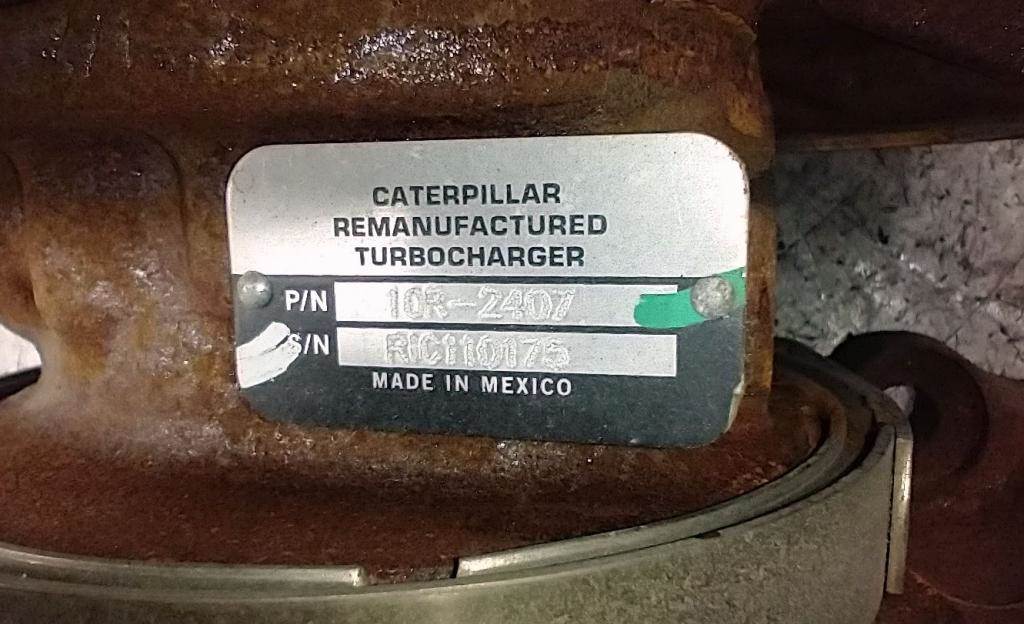 CATERPILLAR
REMANUFACTURED
TURBOCHARGER
P/N 10R-2407
S/N RIC110175
MADE IN MEXICO